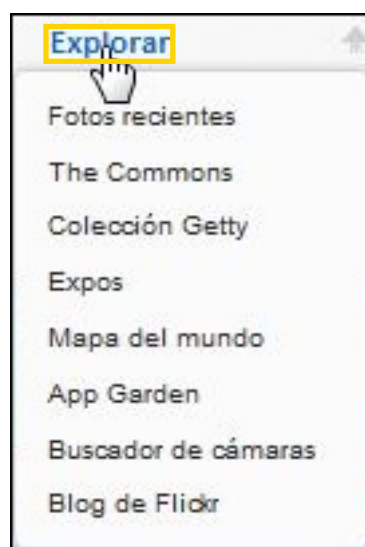 Explorar
Fotos recientes
The Commons
Colección Getty
Expos
Mapa del mundo
App Garden
Buscador de cámaras
Blog de Flickr